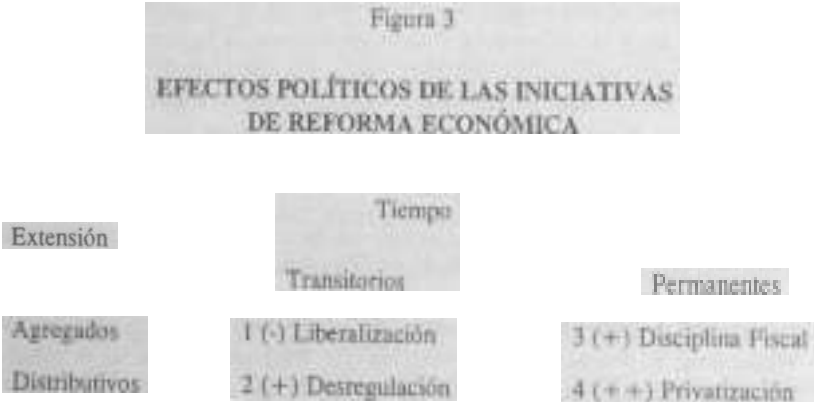 Figura 3
EFECTOS POLÍTICOS DE LAS INICIATIVAS
DE REFORMA ECONÓMICA
Tiempo
Extensión
Transitorios Permanentes
Agregados 1 (-) Liberalización 3 (+) Disciplina Fiscal
Distributivos 2 (+) Desregulación 4 (++) Privatización